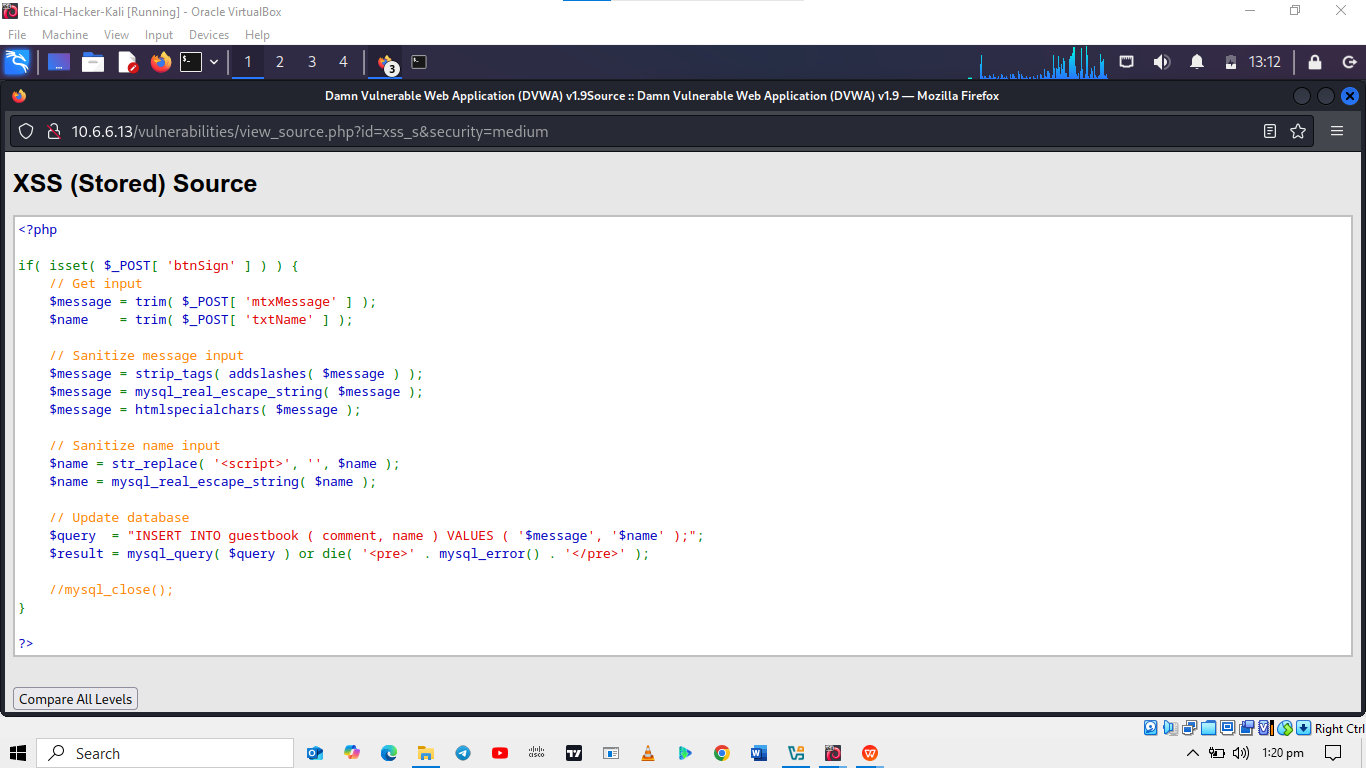 Ethical-Hacker-Kali [Running] - Oracle VirtualBox
File Machine View Input Devices Help
1 2 3 4 3 13:12
Damn Vulnerable Web Application (DVWA) v1.9Source :: Damn Vulnerable Web Application (DVWA) v1.9 — Mozilla Firefox
10.6.6.13/vulnerabilities/view_source.php?id=xss_s&security=medium
XSS (Stored) Source
<?php
if( isset( $_POST[ 'btnSign' ] ) ) {
    // Get input
    $message = trim( $_POST[ 'mtxMessage' ] );
    $name    = trim( $_POST[ 'txtName' ] );
    // Sanitize message input
    $message = strip_tags( addslashes( $message ) );
    $message = mysql_real_escape_string( $message );
    $message = htmlspecialchars( $message );
    // Sanitize name input
    $name = str_replace( '<script>', '', $name );
    $name = mysql_real_escape_string( $name );
    // Update database
    $query  = "INSERT INTO guestbook ( comment, name ) VALUES ( '$message', '$name' );";
    $result = mysql_query( $query ) or die( '<pre>' . mysql_error() . '</pre>' );
    //mysql_close();
}
?>
Compare All Levels
Right Ctrl
Search
1:20 pm